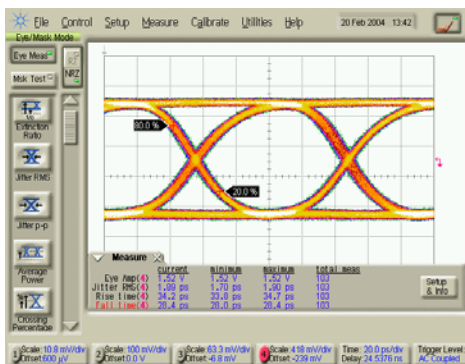 File Control Setup Measure Calibrate Utilities Help 20 Feb 2004 13:42
Eye/Mask Mode
Eye Meas
NRZ
Msk Test
Extinction
Ratio
Jitter RMS
Jitter p-p
Average
Power
Crossing
Percentage
80.0 %
20.0 %
Measure
current minimum maximum total meas
Eye Amp(4) 1.52 V 1.52 V 1.52 V 103
Jitter RMS(4) 1.89 ps 1.70 ps 1.90 ps 103
Rise time(4) 34.2 ps 33.8 ps 34.7 ps 103
Fall time(4) 28.4 ps 28.4 ps 28.4 ps 103
Setup
& Info
1 Scale: 10.8 mV/div 2 Scale: 100 mV/div 3 Scale: 63.3 mV/div 4 Scale: 418 mV/div Time: 20.0 ps/div Trigger Level
Offset: 600 µV Offset: 0.0 V Offset: -6.8 mV Offset: -239 mV Delay: 24.5376 ns AC Coupled